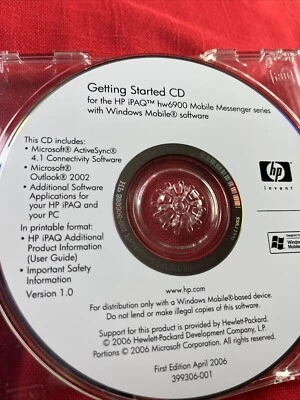 Getting Started CD
for the HP iPAQ™ hw6900 Mobile Messenger series
with Windows Mobile® software
This CD includes:
• Microsoft® ActiveSync®
4.1 Connectivity Software
• Microsoft®
Outlook® 2002
• Additional Software
Applications for
your HP iPAQ and
your PC
In printable format:
• HP iPAQ Additional
Product Information
(User Guide)
• Important Safety
Information
Version 1.0
hp
invent
Windows
Mobile
www.hp.com
For distribution only with a Windows Mobile®-based device.
Do not lend or make illegal copies of this software.
Support for this product is provided by Hewlett-Packard.
© 2006 Hewlett-Packard Development Company, L.P.
Portions © 2006 Microsoft Corporation. All rights reserved.
First Edition April 2006
399306-001